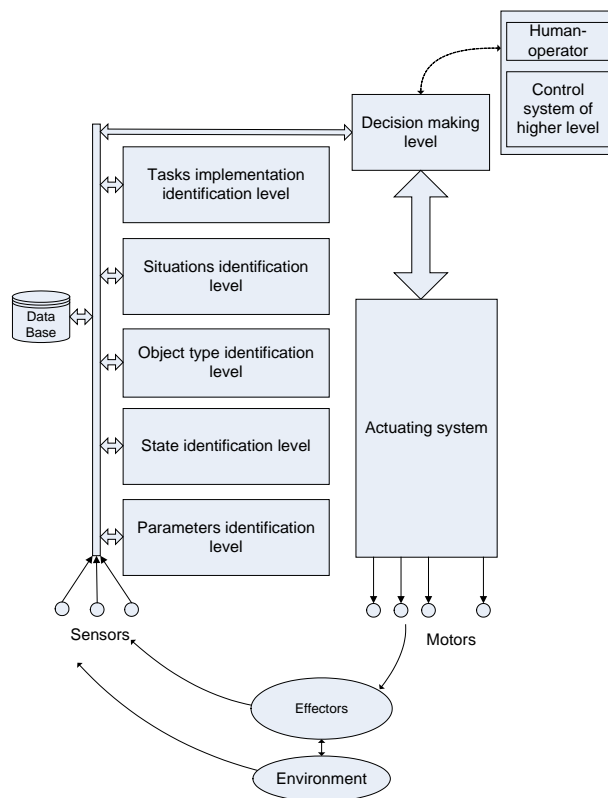 Human-
operator
Control
system of
higher level
Decision making
level
Tasks implementation
identification level
Situations identification
level
Data
Base
Object type identification
level
State identification level
Actuating system
Parameters identification
level
Sensors
Motors
Effectors
Environment